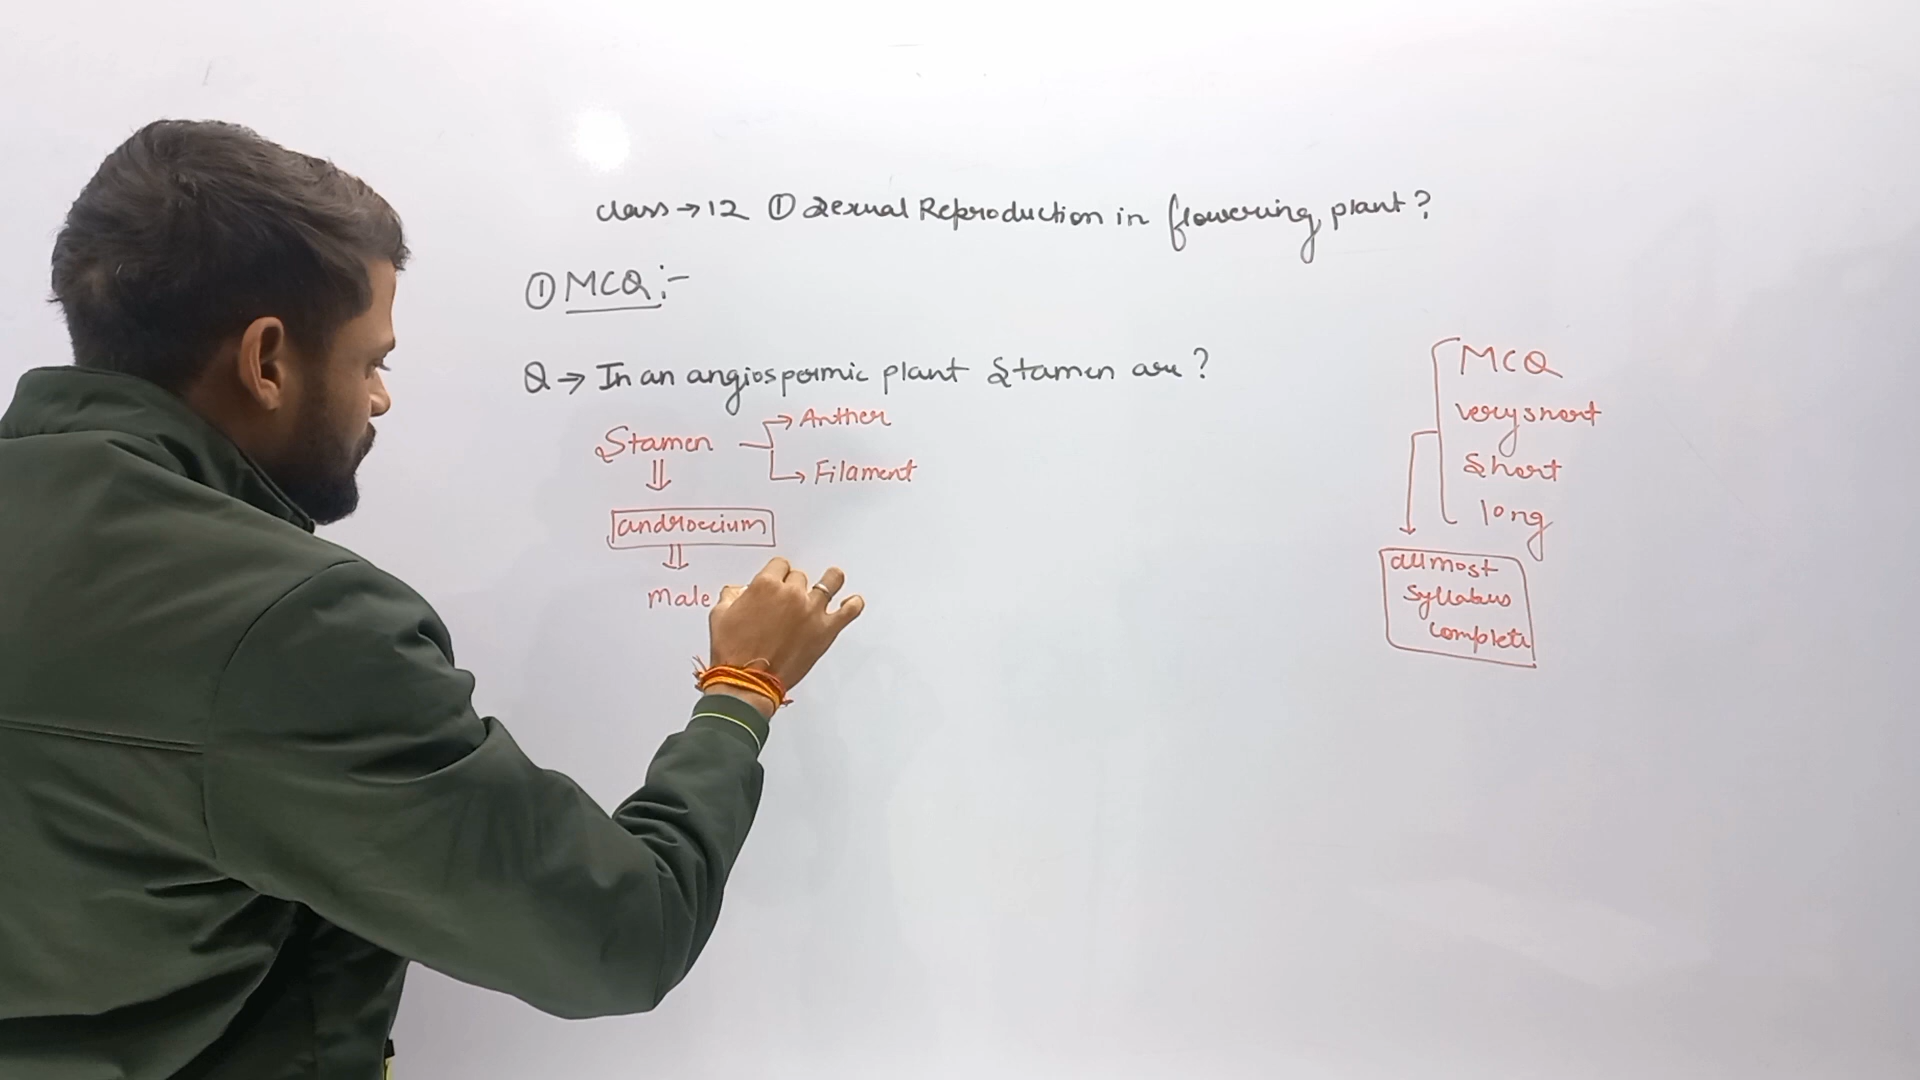 class → 12 ① Sexual Reproduction in flowering plant?
① MCQ :-
Q → In an angiospermic plant Stamen are?
Stamen → Anther
→ Filament
⇓
androecium
⇓
Male
MCQ
very short
Short
long
allmost
Syllabus
complete